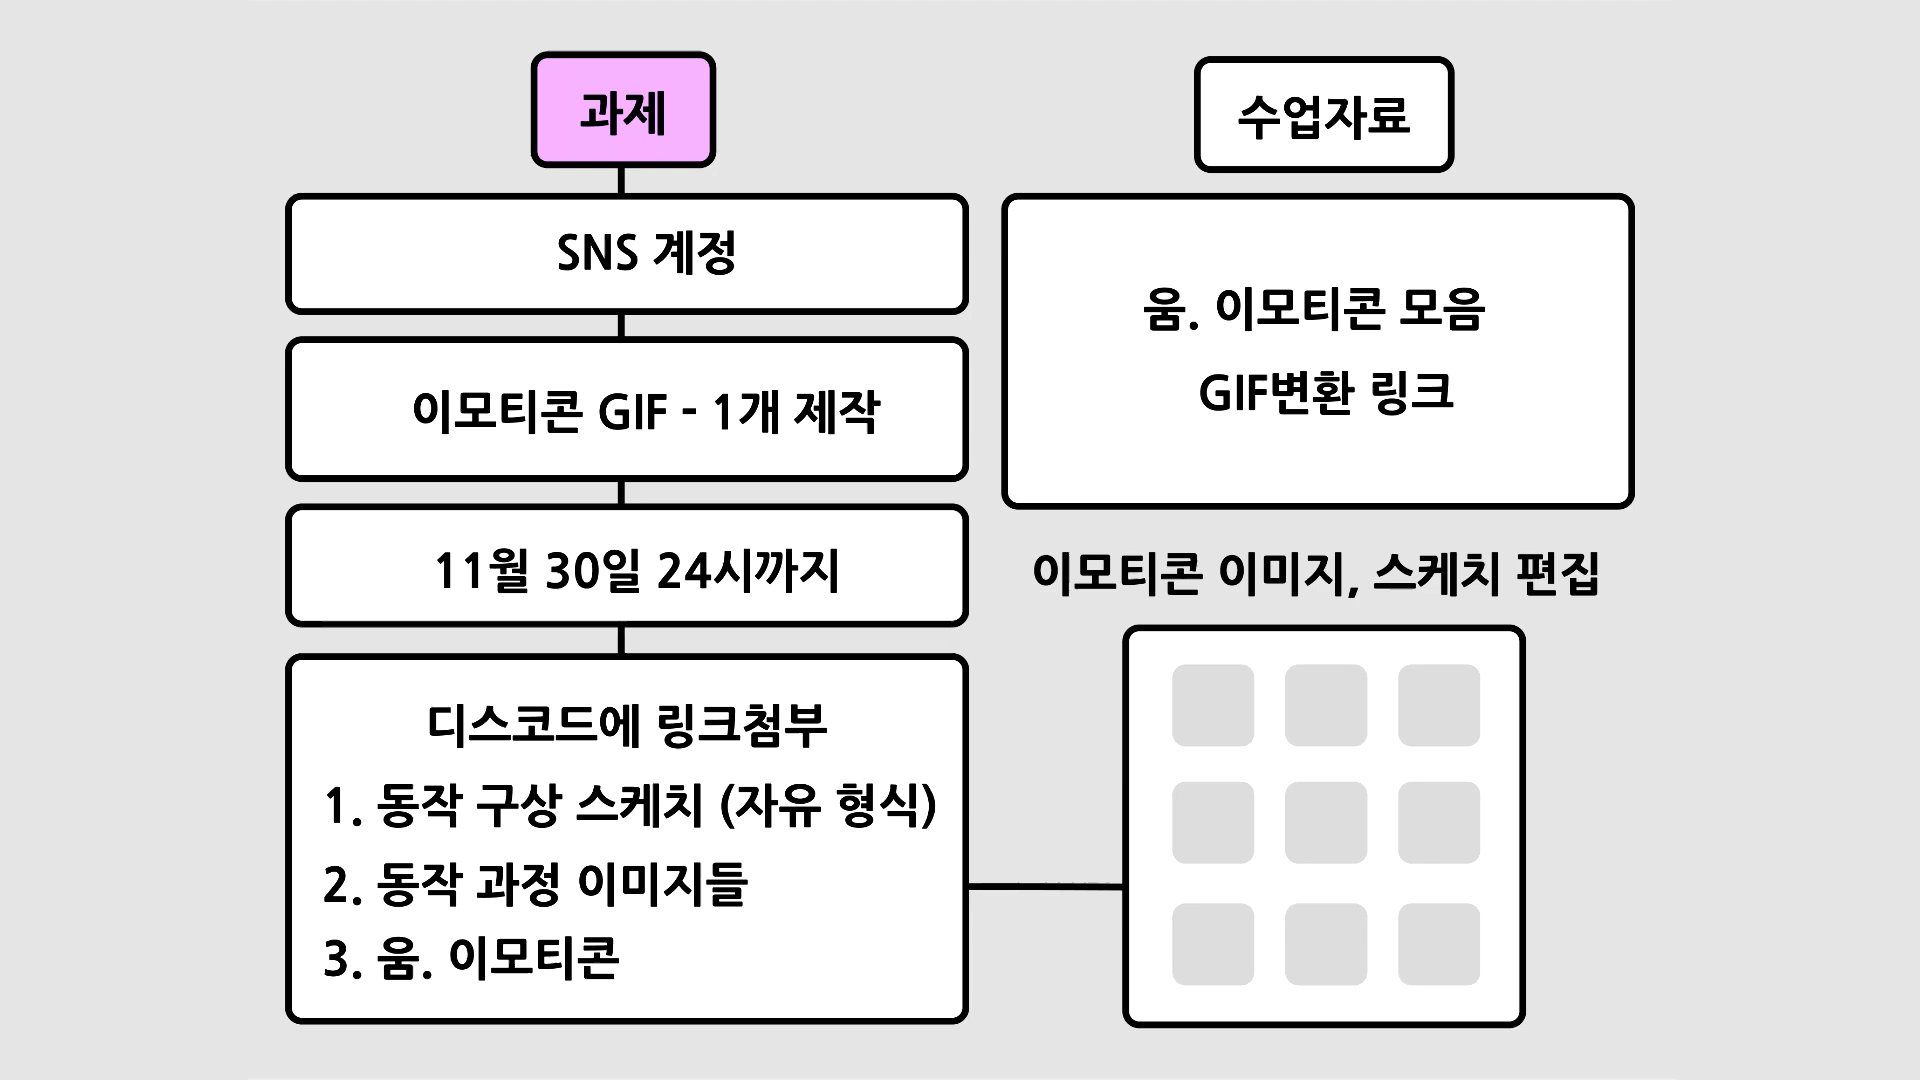 과제
SNS 계정
이모티콘 GIF - 1개 제작
11월 30일 24시까지
디스코드에 링크첨부
1. 동작 구상 스케치 (자유 형식)
2. 동작 과정 이미지들
3. 움. 이모티콘
수업자료
움. 이모티콘 모음
GIF변환 링크
이모티콘 이미지, 스케치 편집